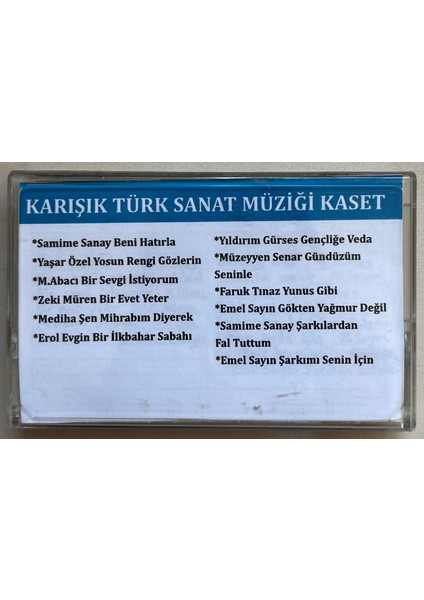 KARIŞIK TÜRK SANAT MÜZİĞİ KASET
*Samime Sanay Beni Hatırla
*Yaşar Özel Yosun Rengi Gözlerin
*M.Abacı Bir Sevgi İstiyorum
*Zeki Müren Bir Evet Yeter
*Mediha Şen Mihrabım Diyerek
*Erol Evgin Bir İlkbahar Sabahı
*Yıldırım Gürses Gençliğe Veda
*Müzeyyen Senar Gündüzüm
Seninle
*Faruk Tınaz Yunus Gibi
*Emel Sayın Gökten Yağmur Değil
*Samime Sanay Şarkılardan
Fal Tuttum
*Emel Sayın Şarkımı Senin İçin